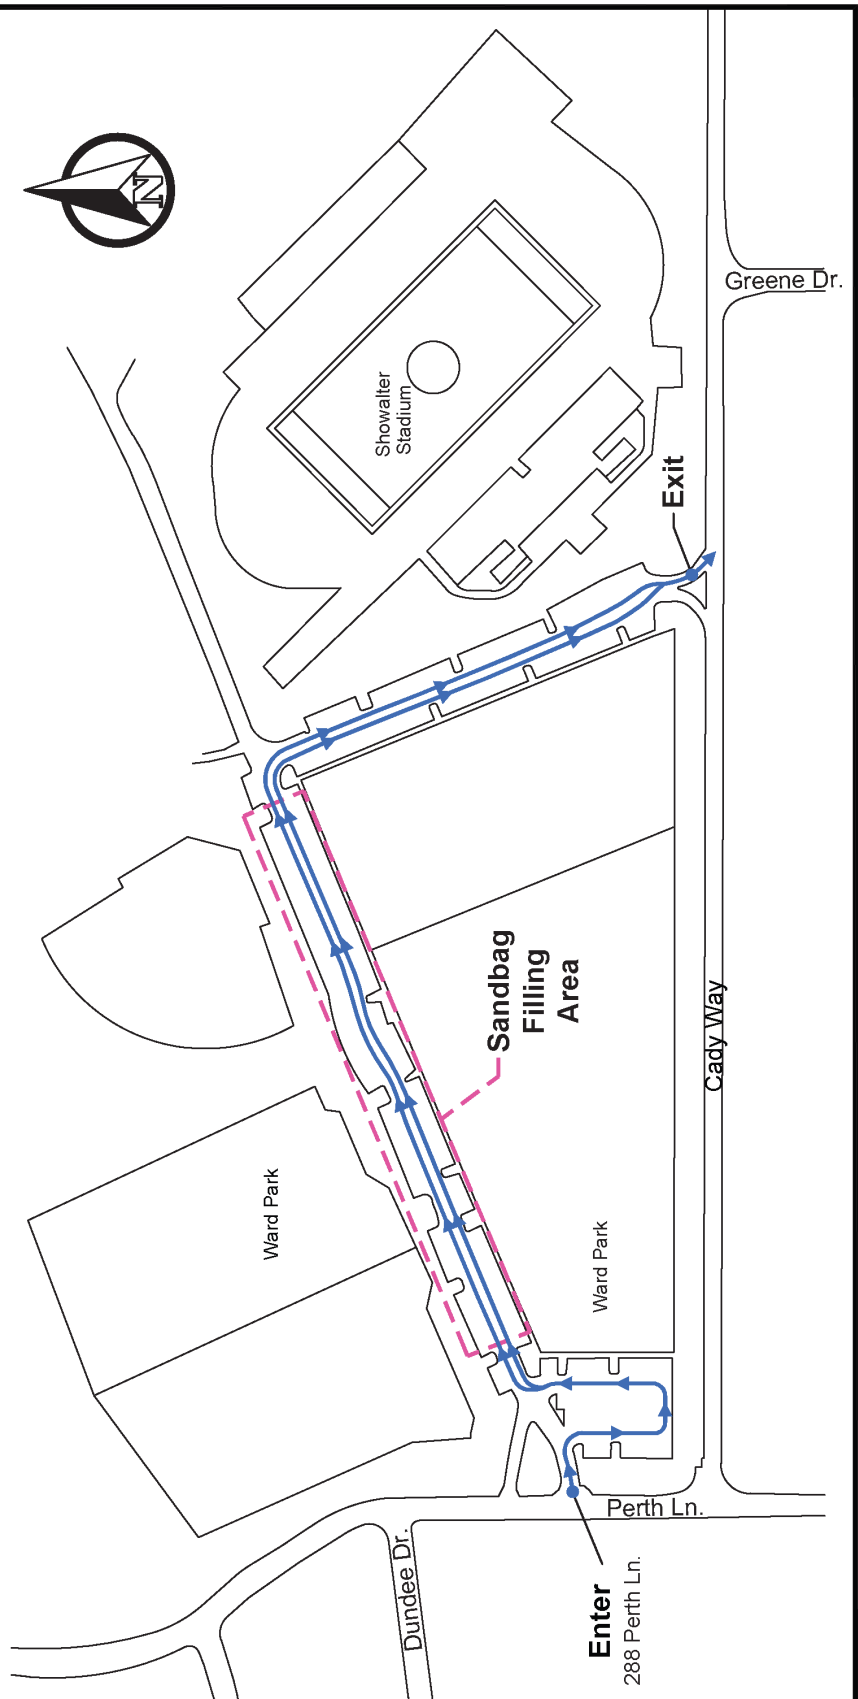 N
Greene Dr.
Showalter
Stadium
Exit
Sandbag
Filling
Area
Cady Way
Ward Park
Ward Park
Perth Ln.
Dundee Dr.
Enter
288 Perth Ln.